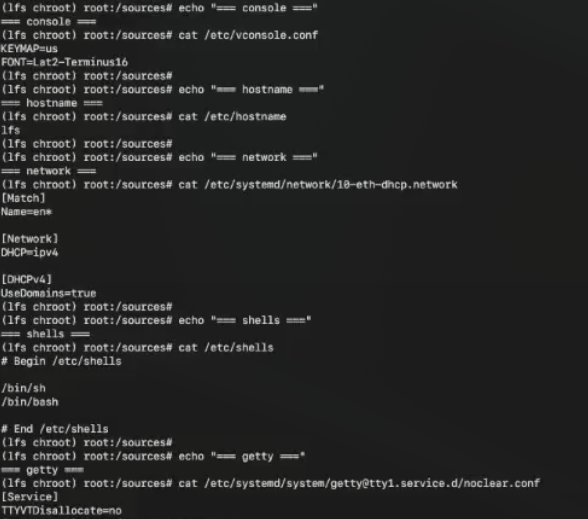 (lfs chroot) root:/sources# echo "=== console ==="
=== console ===
(lfs chroot) root:/sources# cat /etc/vconsole.conf
KEYMAP=us
FONT=Lat2-Terminus16
(lfs chroot) root:/sources#
(lfs chroot) root:/sources# echo "=== hostname ==="
=== hostname ===
(lfs chroot) root:/sources# cat /etc/hostname
lfs
(lfs chroot) root:/sources#
(lfs chroot) root:/sources# echo "=== network ==="
=== network ===
(lfs chroot) root:/sources# cat /etc/systemd/network/10-eth-dhcp.network
[Match]
Name=en*

[Network]
DHCP=ipv4

[DHCPv4]
UseDomains=true
(lfs chroot) root:/sources#
(lfs chroot) root:/sources# echo "=== shells ==="
=== shells ===
(lfs chroot) root:/sources# cat /etc/shells
# Begin /etc/shells

/bin/sh
/bin/bash

# End /etc/shells
(lfs chroot) root:/sources#
(lfs chroot) root:/sources# echo "=== getty ==="
=== getty ===
(lfs chroot) root:/sources# cat /etc/systemd/system/getty@tty1.service.d/noclear.conf
[Service]
TTYVTDisallocate=no